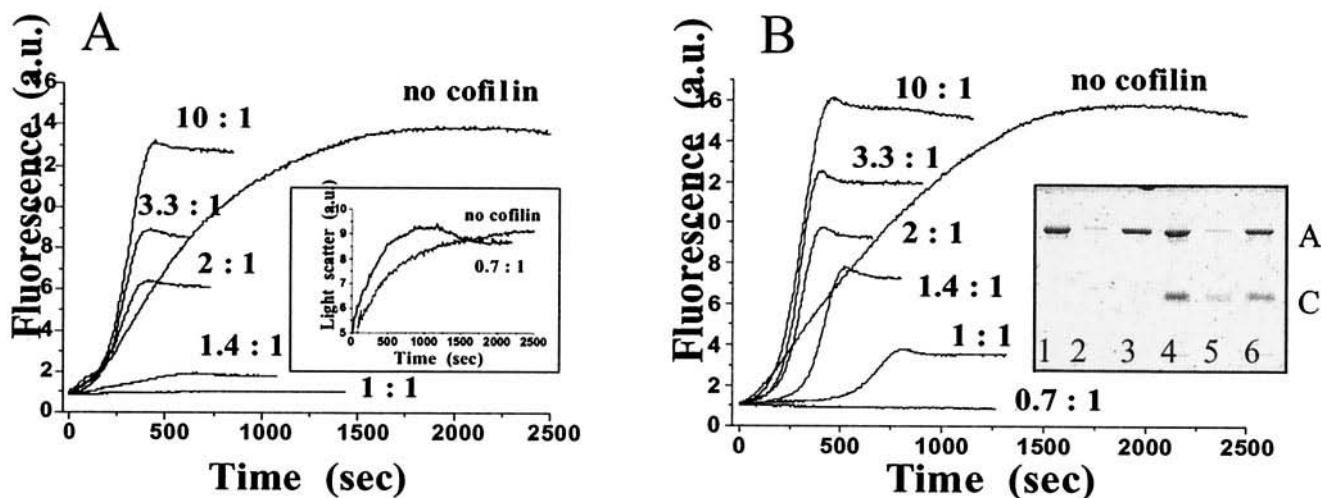 A
Fluorescence (a.u.)
16
14
12
10
8
6
4
2
0
10 : 1
3.3 : 1
2 : 1
1.4 : 1
1 : 1
no cofilin
Light scatter (a.u.)
10
9
8
7
6
5
no cofilin
0.7 : 1
500 1000 1500 2000 2500
Time (sec)
0 500 1000 1500 2000 2500
Time (sec)
B
Fluorescence (a.u.)
16
14
12
10
8
6
4
2
0
10 : 1
3.3 : 1
2 : 1
1.4 : 1
1 : 1
0.7 : 1
no cofilin
A
C
1 2 3 4 5 6
0 500 1000 1500 2000 2500
Time (sec)